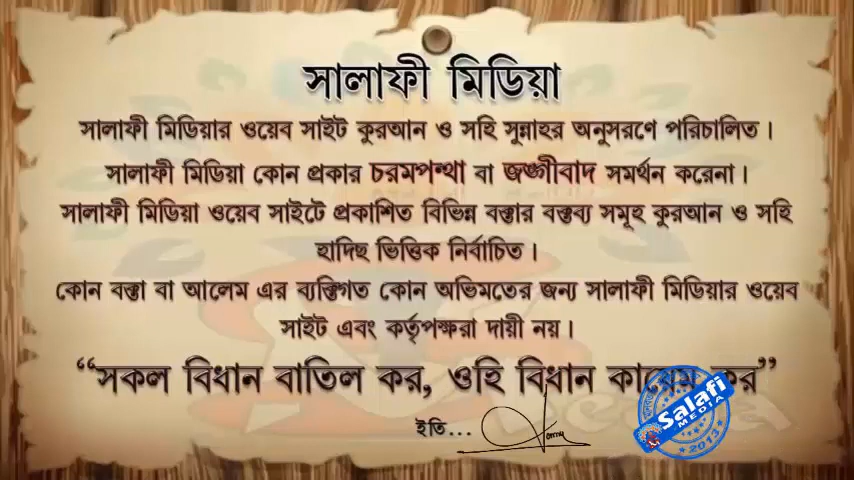 সালাফী মিডিয়া
সালাফী মিডিয়ার ওয়েব সাইট কুরআন ও সহি সুন্নাহর অনুসরণে পরিচালিত।
সালাফী মিডিয়া কোন প্রকার চরমপন্থা বা জঙ্গীবাদ সমর্থন করেনা।
সালাফী মিডিয়া ওয়েব সাইটে প্রকাশিত বিভিন্ন বক্তার বক্তব্য সমূহ কুরআন ও সহি
হাদিছ ভিত্তিক নির্বাচিত।
কোন বক্তা বা আলেম এর ব্যক্তিগত কোন অভিমতের জন্য সালাফী মিডিয়ার ওয়েব
সাইট এবং কর্তৃপক্ষরা দায়ী নয়।
“সকল বিধান বাতিল কর, ওহি বিধান কায়েম কর”
ইতি...
Salafi
MEDIA
2013